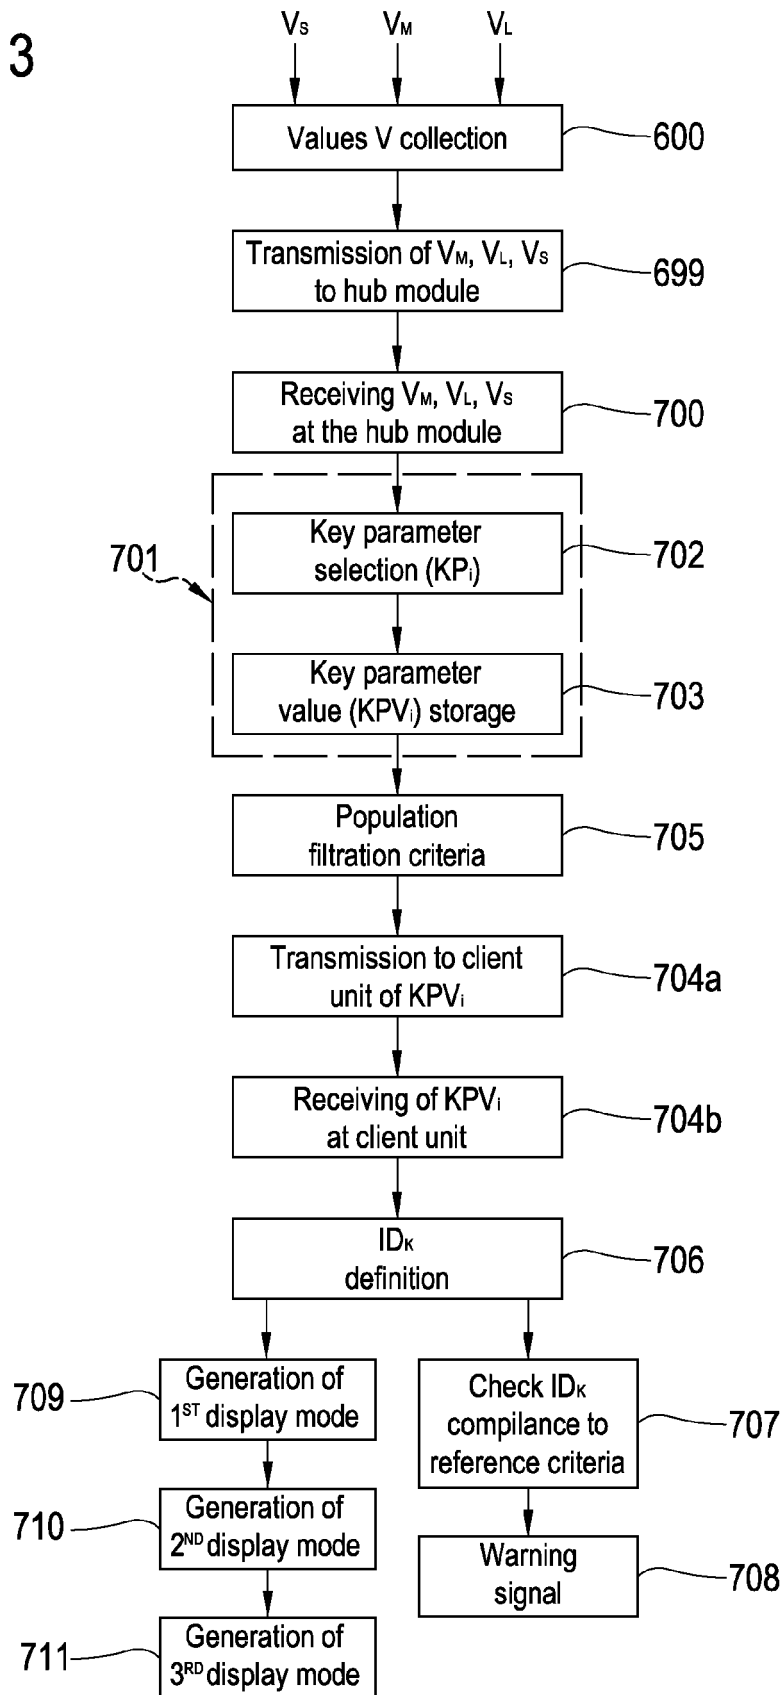 3
Vs VM VL
Values V collection
600
Transmission of VM, VL, Vs
to hub module
699
Receiving VM, VL, Vs
at the hub module
700
701
Key parameter
selection (KPi)
702
Key parameter
value (KPVi) storage
703
Population
filtration criteria
705
Transmission to client
unit of KPVi
704a
Receiving of KPVi
at client unit
704b
IDK
definition
706
709
Generation of
1ST display mode
Check IDK
compilance to
reference criteria
707
710
Generation of
2ND display mode
Warning
signal
708
711
Generation of
3RD display mode